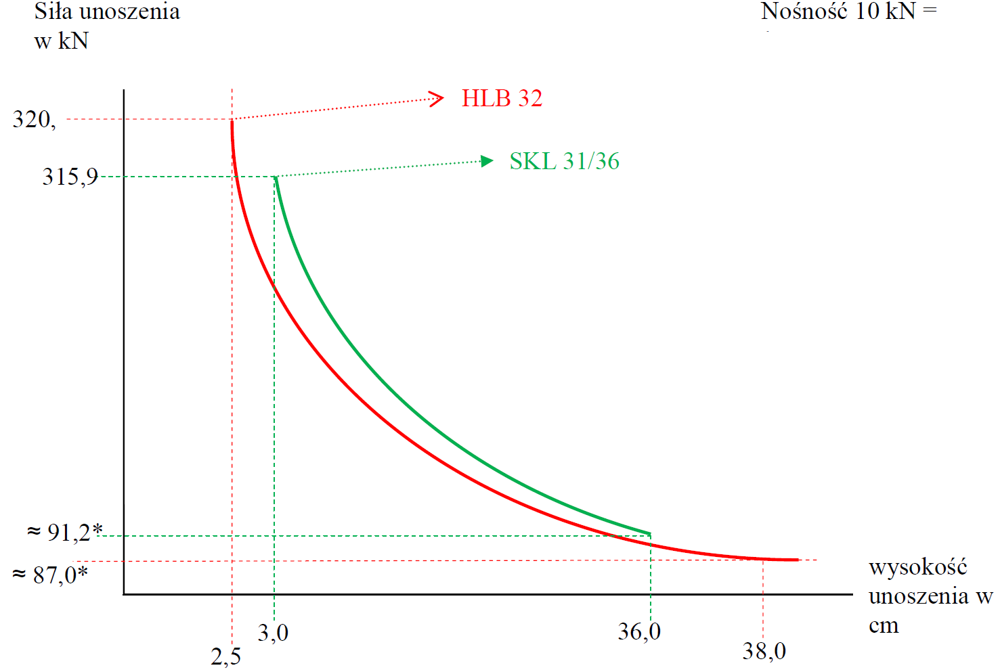 Siła unoszenia
w kN
Nośność 10 kN =
HLB 32
320,
SKL 31/36
315,9
≈ 91,2*
≈ 87,0*
wysokość
unoszenia w
cm
3,0
36,0
2,5
38,0